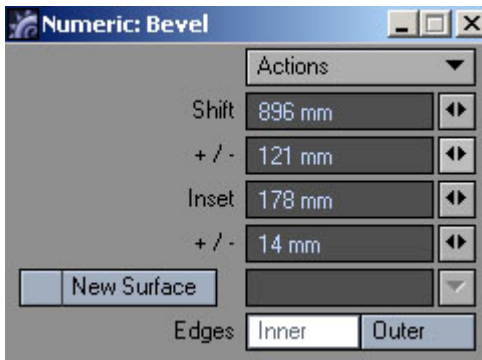 Numeric: Bevel
Actions
Shift 896 mm
+ / - 121 mm
Inset 178 mm
+ / - 14 mm
New Surface
Edges Inner Outer